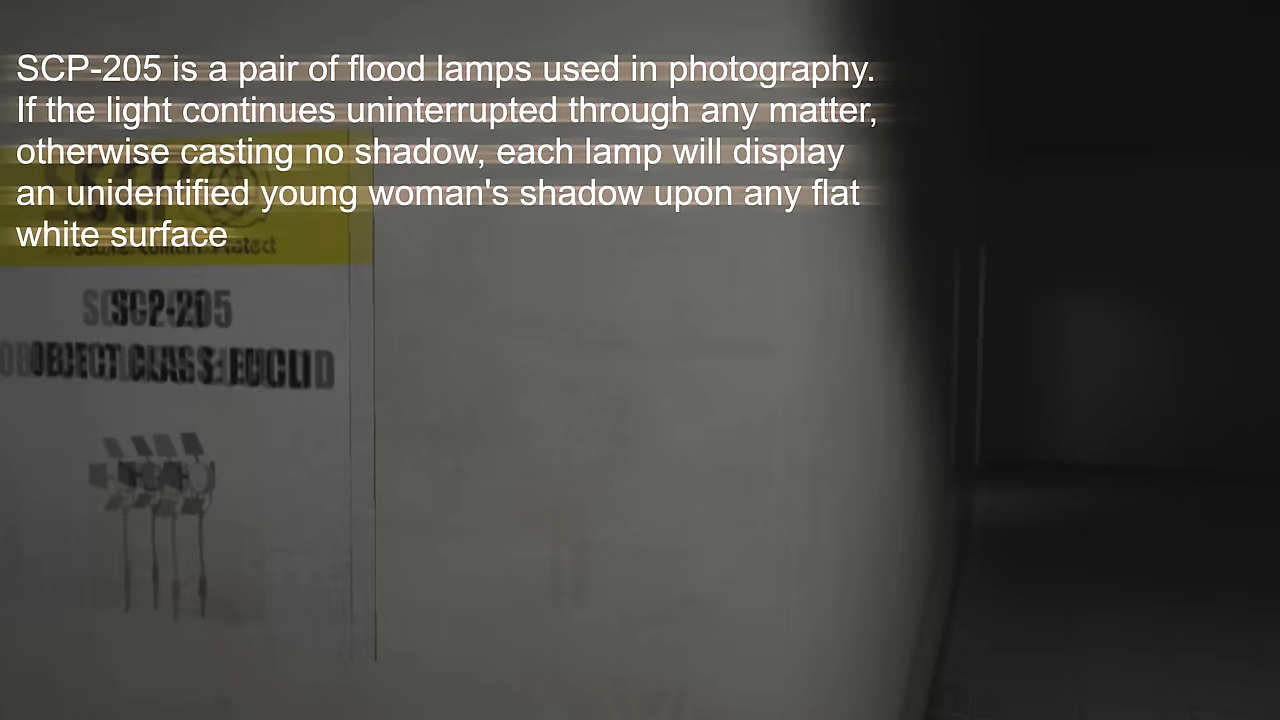 SCP-205 is a pair of flood lamps used in photography.
If the light continues uninterrupted through any matter,
otherwise casting no shadow, each lamp will display
an unidentified young woman's shadow upon any flat
white surface
SCP-205
OBJECT CLASS: EUCLID